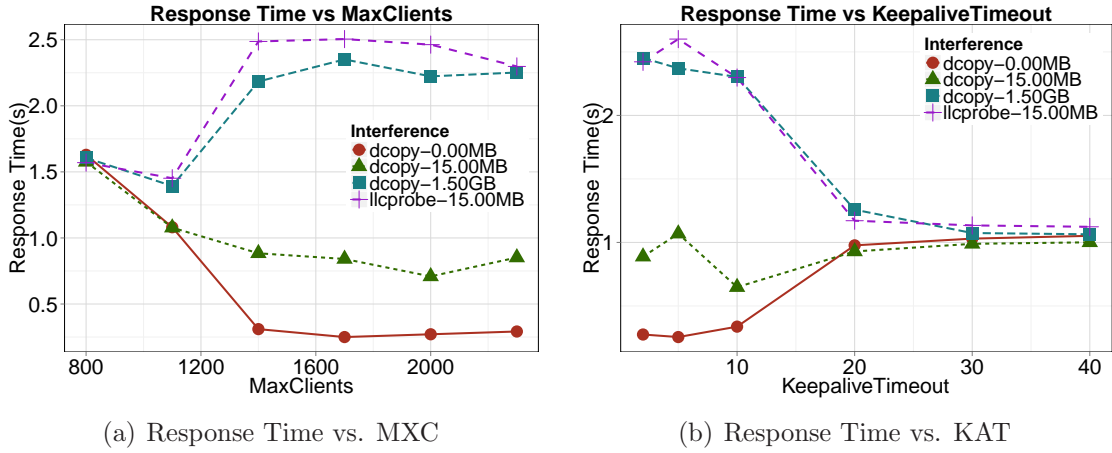 Response Time vs MaxClients
Response Time(s)
2.5
2.0
1.5
1.0
0.5
Interference
dcopy−0.00MB
dcopy−15.00MB
dcopy−1.50GB
llcprobe−15.00MB
800
1200
1600
2000
MaxClients
(a) Response Time vs. MXC
Response Time vs KeepaliveTimeout
Response Time(s)
2
1
Interference
dcopy−0.00MB
dcopy−15.00MB
dcopy−1.50GB
llcprobe−15.00MB
10
20
30
40
KeepaliveTimeout
(b) Response Time vs. KAT